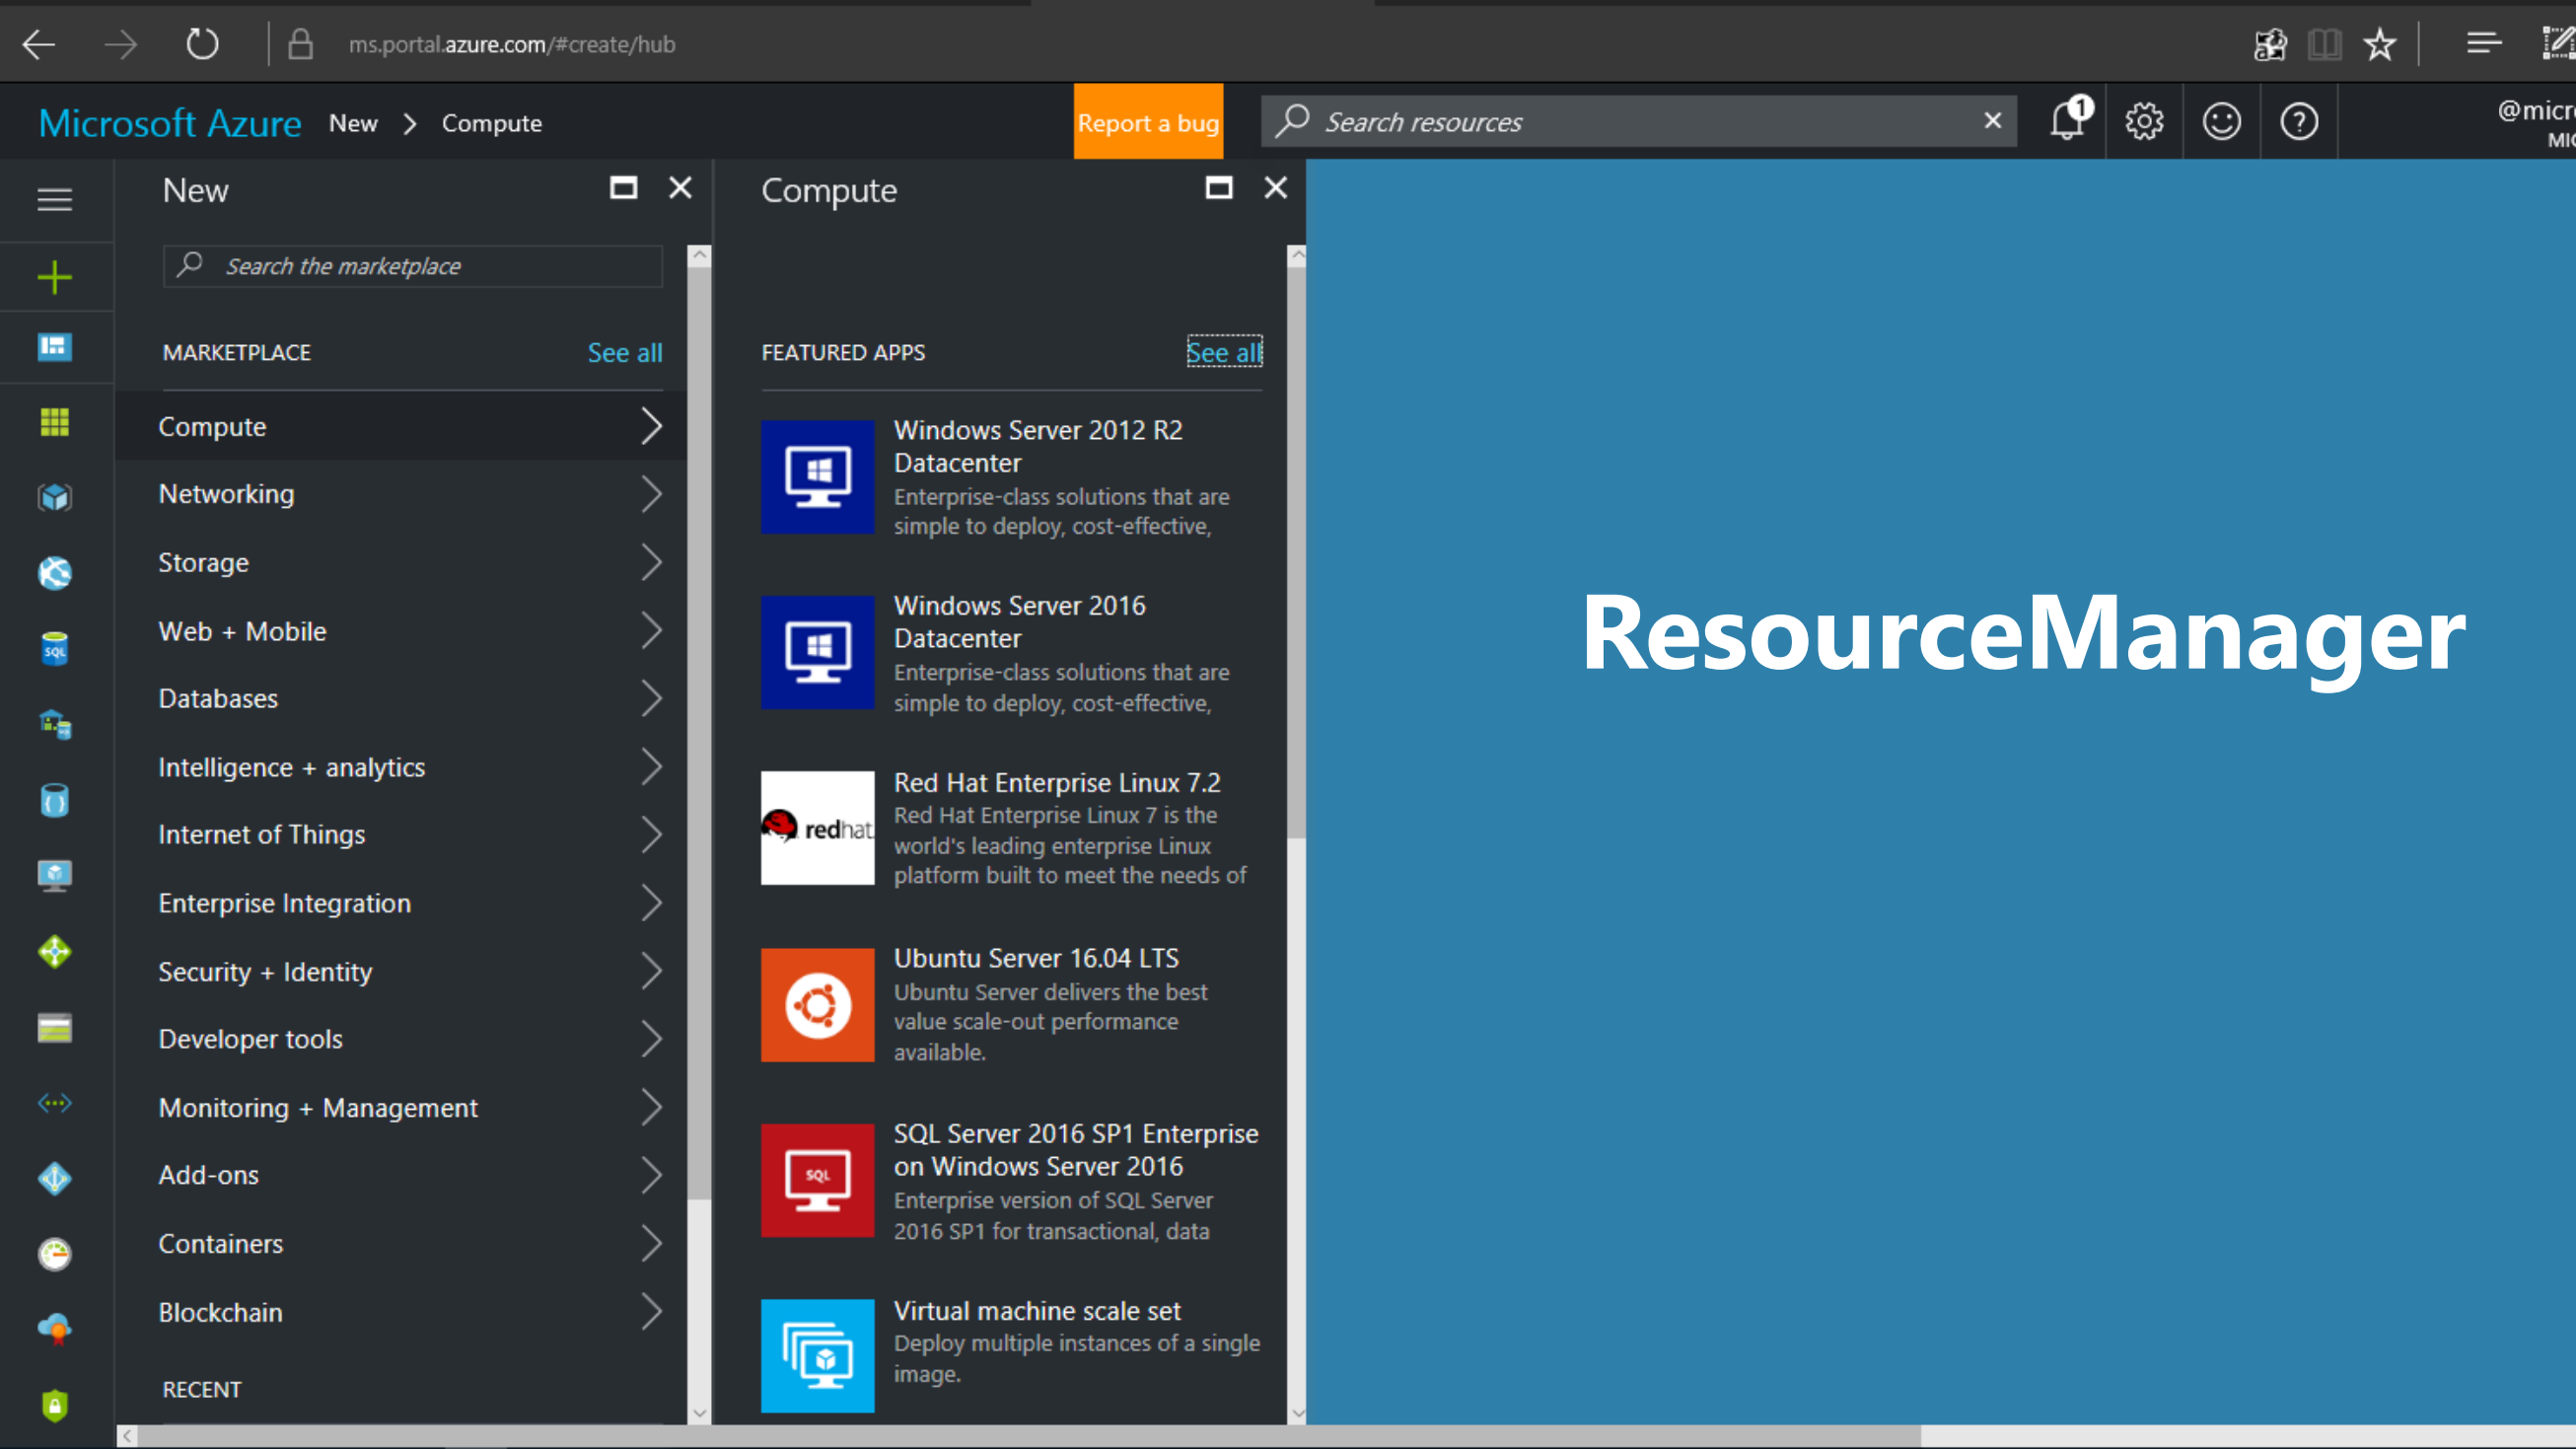 ms.portal.azure.com/#create/hub
Microsoft Azure New > Compute
Report a bug
Search resources
1
@micr
MIC
New
Search the marketplace
MARKETPLACE See all
Compute
Networking
Storage
Web + Mobile
Databases
Intelligence + analytics
Internet of Things
Enterprise Integration
Security + Identity
Developer tools
Monitoring + Management
Add-ons
Containers
Blockchain
RECENT
Compute
FEATURED APPS See all
Windows Server 2012 R2
Datacenter
Enterprise-class solutions that are
simple to deploy, cost-effective,
Windows Server 2016
Datacenter
Enterprise-class solutions that are
simple to deploy, cost-effective,
redhat.
Red Hat Enterprise Linux 7.2
Red Hat Enterprise Linux 7 is the
world's leading enterprise Linux
platform built to meet the needs of
Ubuntu Server 16.04 LTS
Ubuntu Server delivers the best
value scale-out performance
available.
SQL
SQL Server 2016 SP1 Enterprise
on Windows Server 2016
Enterprise version of SQL Server
2016 SP1 for transactional, data
Virtual machine scale set
Deploy multiple instances of a single
image.
SQL
ResourceManager